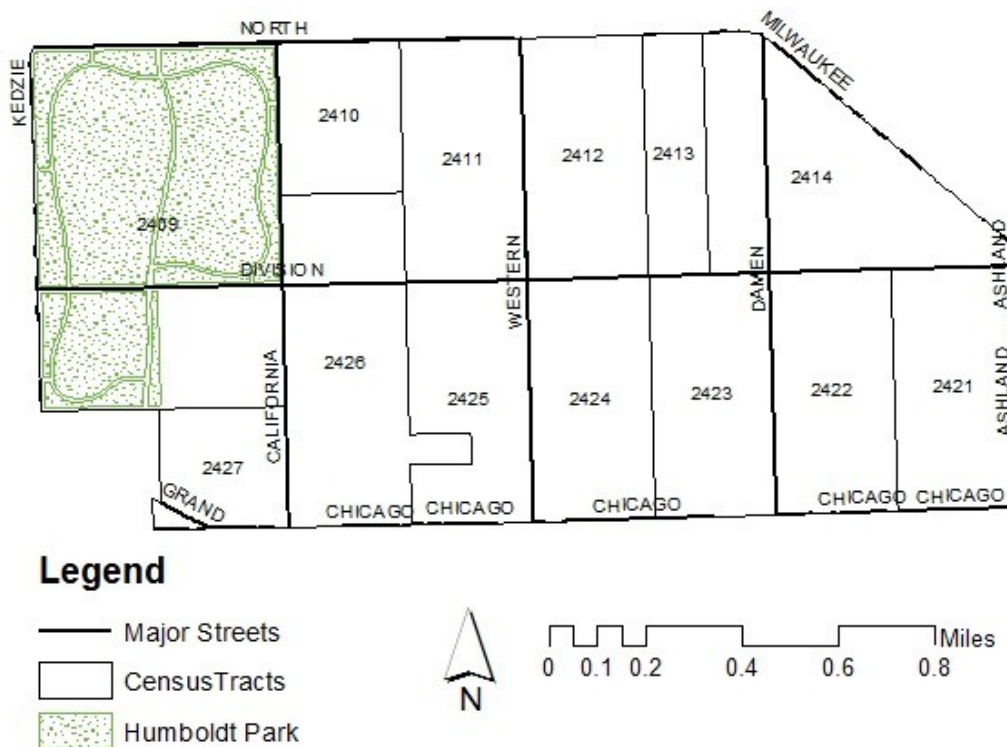 NORTH
MILWAUKEE
KEDZIE
2410
2411
2412
2413
2414
2409
DIVISION
WESTERN
DAMEN
ASHLAND
CALIFORNIA
2426
2425
2424
2423
2422
2421
ASHLAND
2427
GRAND
CHICAGO
CHICAGO
CHICAGO
CHICAGO
CHICAGO
Legend
Major Streets
CensusTracts
Humboldt Park
N
Miles
0 0.1 0.2 0.4 0.6 0.8